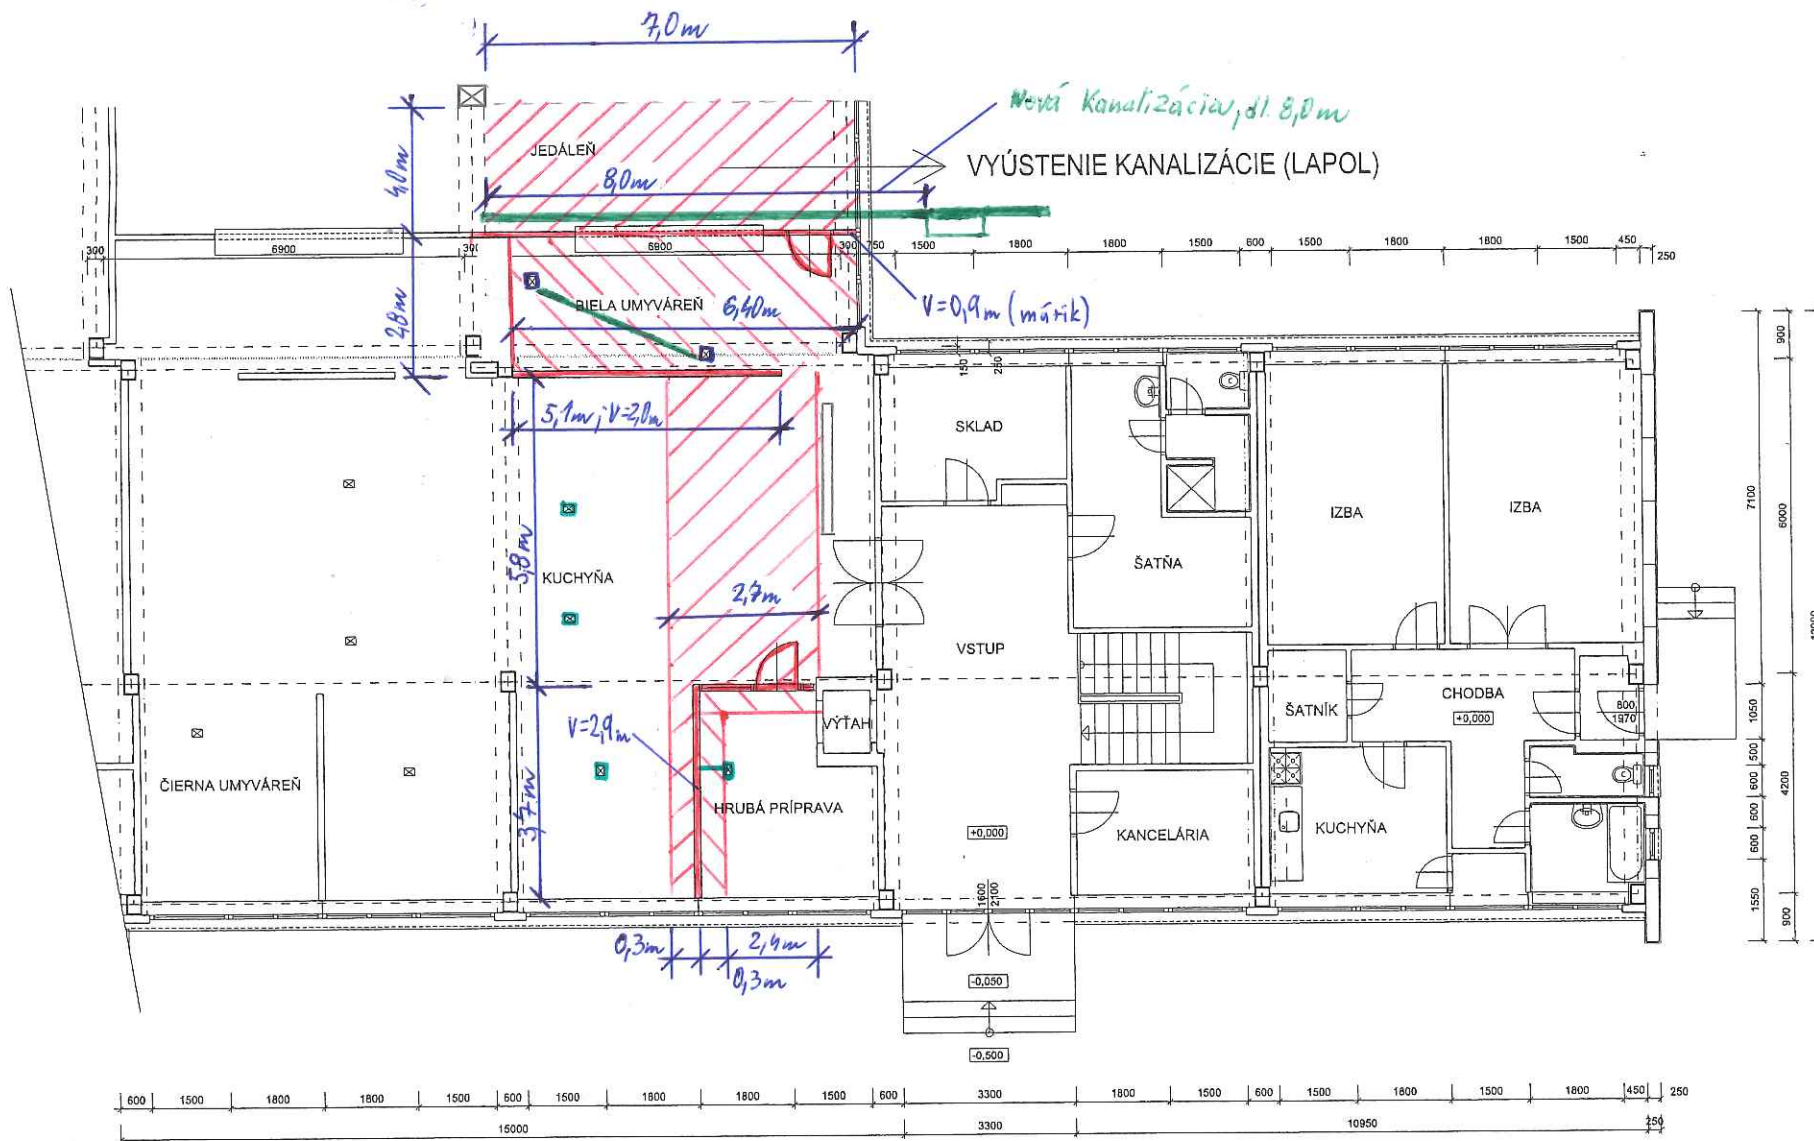 7,0m
Nová Kanalizácia, dl. 8,0m
JEDÁLEŇ
VYÚSTENIE KANALIZÁCIE (LAPOL)
4,0m
8,0m
300 6900 300 6900 300 750 1500 1800 1800 1500 600 1500 1800 1800 1500 450 250
2,8m
BIELA UMYVÁREŇ
6,40m
V=0,9m (múrik)
150 250
900
5,1m; V=2,0m
SKLAD
7100
6000
IZBA
IZBA
5,8m
KUCHYŇA
ŠATŇA
2,7m
VSTUP
ŠATNÍK
CHODBA
+0,000
800
1970
1050
VÝŤAH
V=2,9m
500
600
4200
ČIERNA UMYVÁREŇ
3,7m
HRUBÁ PRÍPRAVA
+0,000
KANCELÁRIA
KUCHYŇA
600
600
1600
2100
1550
900
0,3m
2,4m
0,3m
-0,050
-0,500
600 1500 1800 1800 1500 600 1500 1800 1800 1500 600 3300 1800 1500 600 1500 1800 1500 1800 450 250
15000 3300 10950 250